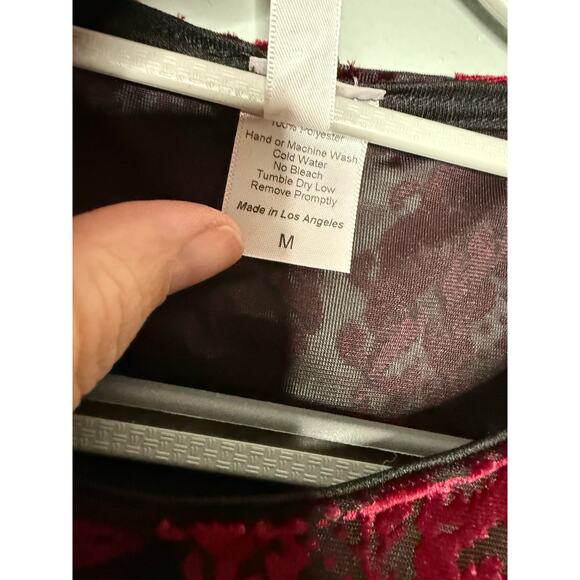 100% Polyester
Hand or Machine Wash
Cold Water
No Bleach
Tumble Dry Low
Remove Promptly
Made in Los Angeles
M